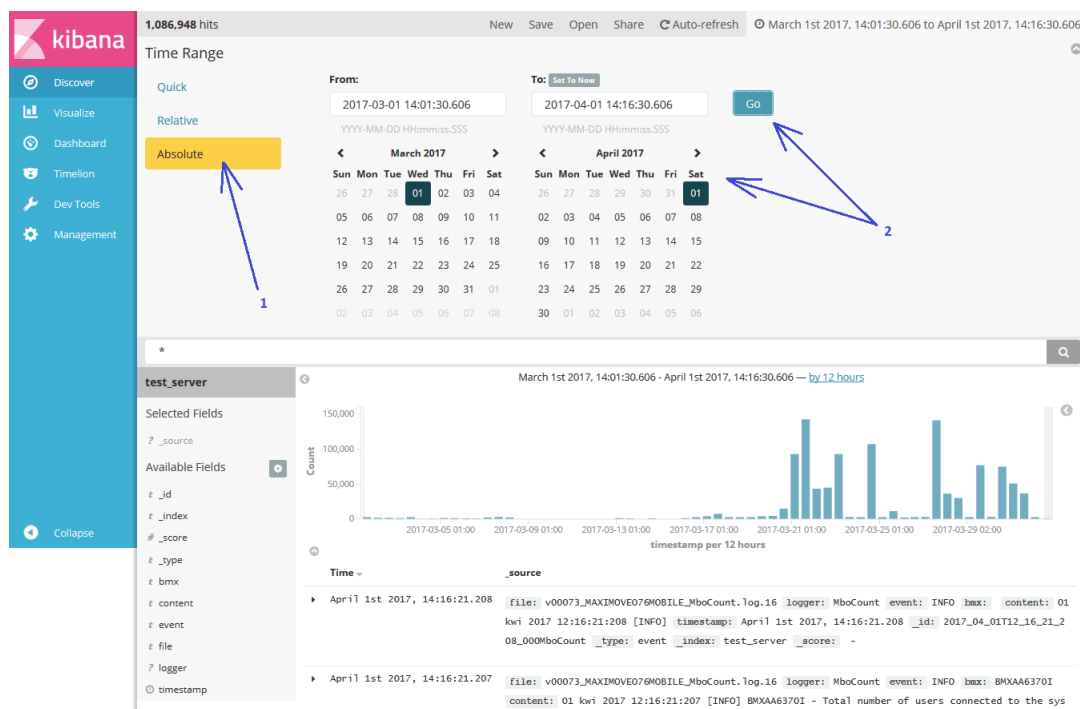 kibana
Discover
Visualize
Dashboard
Timelion
Dev Tools
Management
Collapse
1,086,948 hits
New Save Open Share Auto-refresh March 1st 2017, 14:01:30.606 to April 1st 2017, 14:16:30.606
Time Range
Quick
Relative
Absolute
1
From:
2017-03-01 14:01:30.606
YYYY-MM-DD HH:mm:ss.SSS
March 2017
Sun Mon Tue Wed Thu Fri Sat
26 27 28 01 02 03 04
05 06 07 08 09 10 11
12 13 14 15 16 17 18
19 20 21 22 23 24 25
26 27 28 29 30 31 01
02 03 04 05 06 07 08
To: Set To Now
2017-04-01 14:16:30.606
YYYY-MM-DD HH:mm:ss.SSS
April 2017
Sun Mon Tue Wed Thu Fri Sat
26 27 28 29 30 31 01
02 03 04 05 06 07 08
09 10 11 12 13 14 15
16 17 18 19 20 21 22
23 24 25 26 27 28 29
30 01 02 03 04 05 06
Go
2
*
test_server
Selected Fields
? _source
Available Fields
t _id
t _index
# _score
t _type
t bmx
t content
t event
t file
? logger
timestamp
March 1st 2017, 14:01:30.606 - April 1st 2017, 14:16:30.606 — by 12 hours
Count
150,000
100,000
50,000
0
2017-03-05 01:00 2017-03-09 01:00 2017-03-13 01:00 2017-03-17 01:00 2017-03-21 01:00 2017-03-25 01:00 2017-03-29 02:00
timestamp per 12 hours
Time _source
April 1st 2017, 14:16:21.208 file: v00073_MAXIMOVEO76MOBILE_MboCount.log.16 logger: MboCount event: INFO bmx: content: 01
kwi 2017 12:16:21:208 [INFO] timestamp: April 1st 2017, 14:16:21.208 _id: 2017_04_01T12_16_21_2
08_000MboCount _type: event _index: test_server _score: -
April 1st 2017, 14:16:21.207 file: v00073_MAXIMOVEO76MOBILE_MboCount.log.16 logger: MboCount event: INFO bmx: BMXAA6370I
content: 01 kwi 2017 12:16:21:207 [INFO] BMXAA6370I - Total number of users connected to the sys